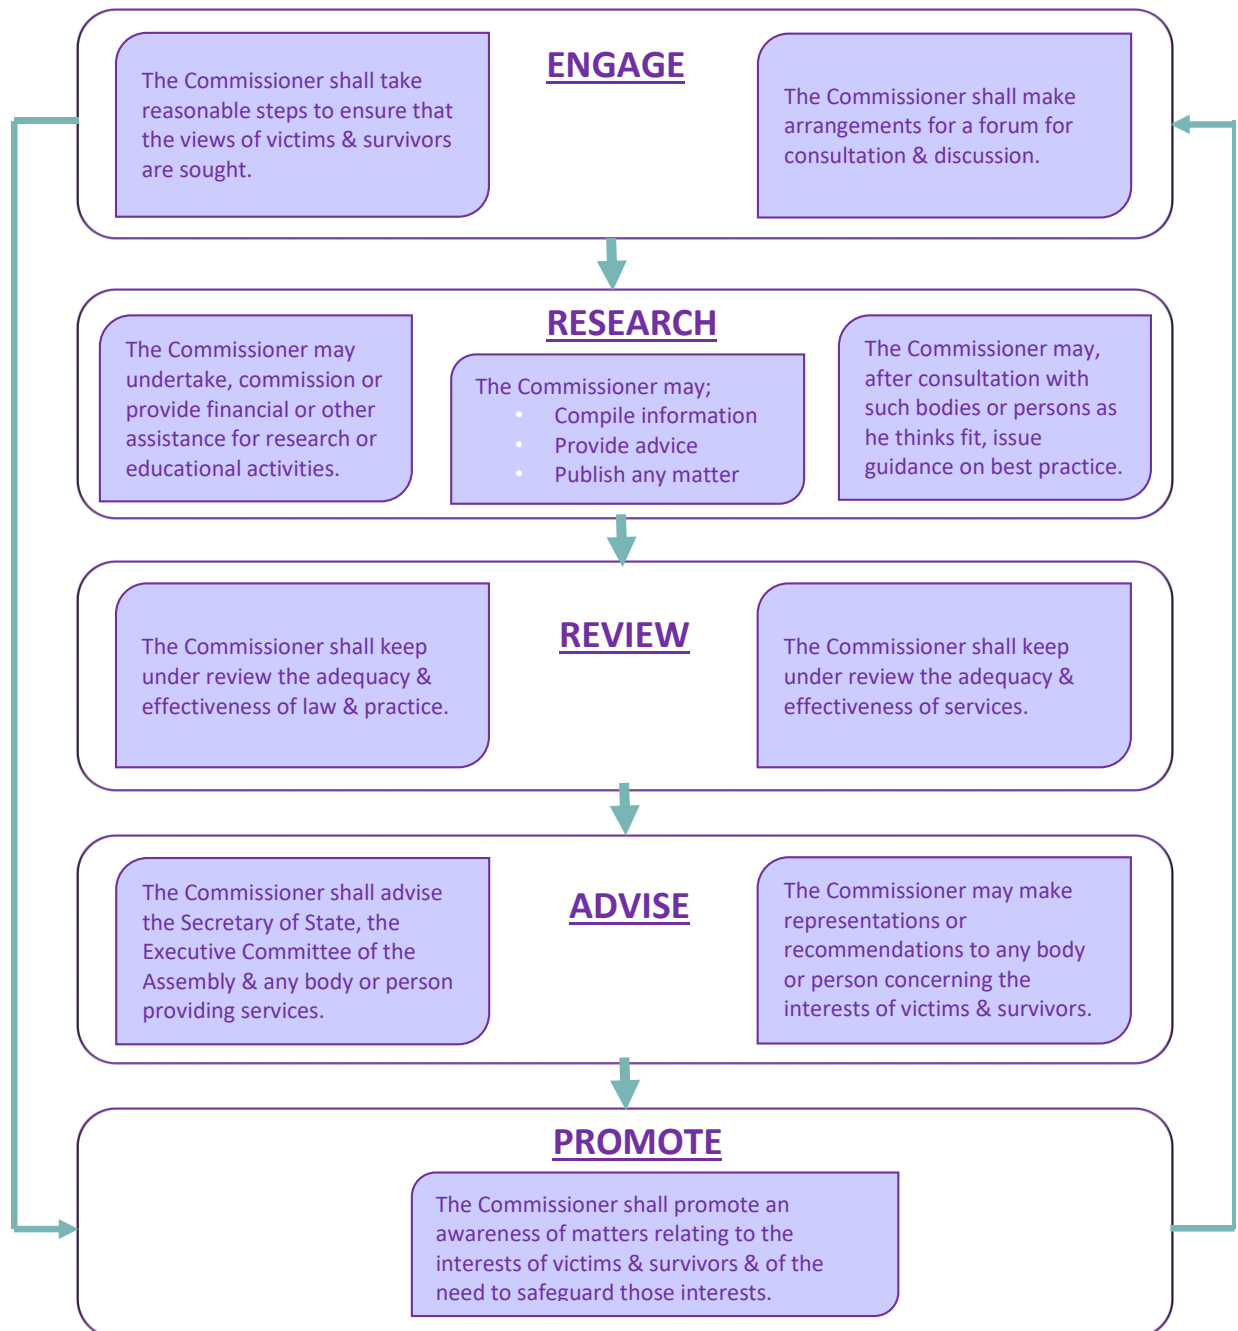 ENGAGE
The Commissioner shall take
reasonable steps to ensure that
the views of victims & survivors
are sought.
The Commissioner shall make
arrangements for a forum for
consultation & discussion.
RESEARCH
The Commissioner may
undertake, commission or
provide financial or other
assistance for research or
educational activities.
The Commissioner may;
• Compile information
• Provide advice
• Publish any matter
The Commissioner may,
after consultation with
such bodies or persons as
he thinks fit, issue
guidance on best practice.
REVIEW
The Commissioner shall keep
under review the adequacy &
effectiveness of law & practice.
The Commissioner shall keep
under review the adequacy &
effectiveness of services.
ADVISE
The Commissioner shall advise
the Secretary of State, the
Executive Committee of the
Assembly & any body or person
providing services.
The Commissioner may make
representations or
recommendations to any body
or person concerning the
interests of victims & survivors.
PROMOTE
The Commissioner shall promote an
awareness of matters relating to the
interests of victims & survivors & of the
need to safeguard those interests.